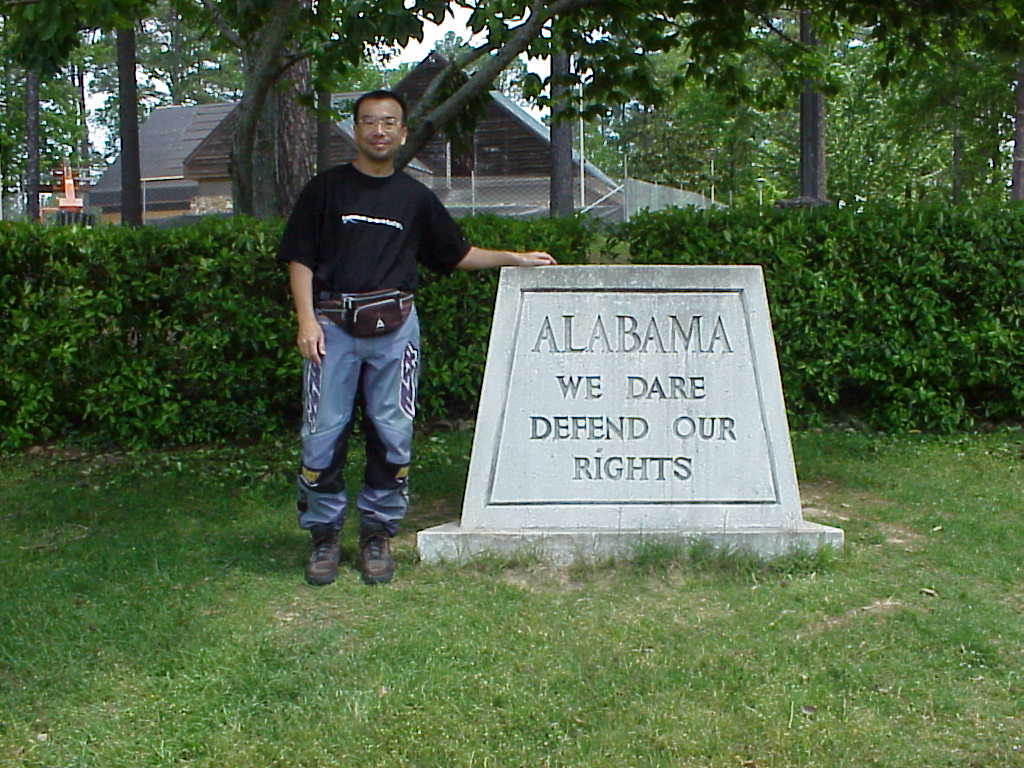 ALABAMA
WE DARE
DEFEND OUR
RIGHTS